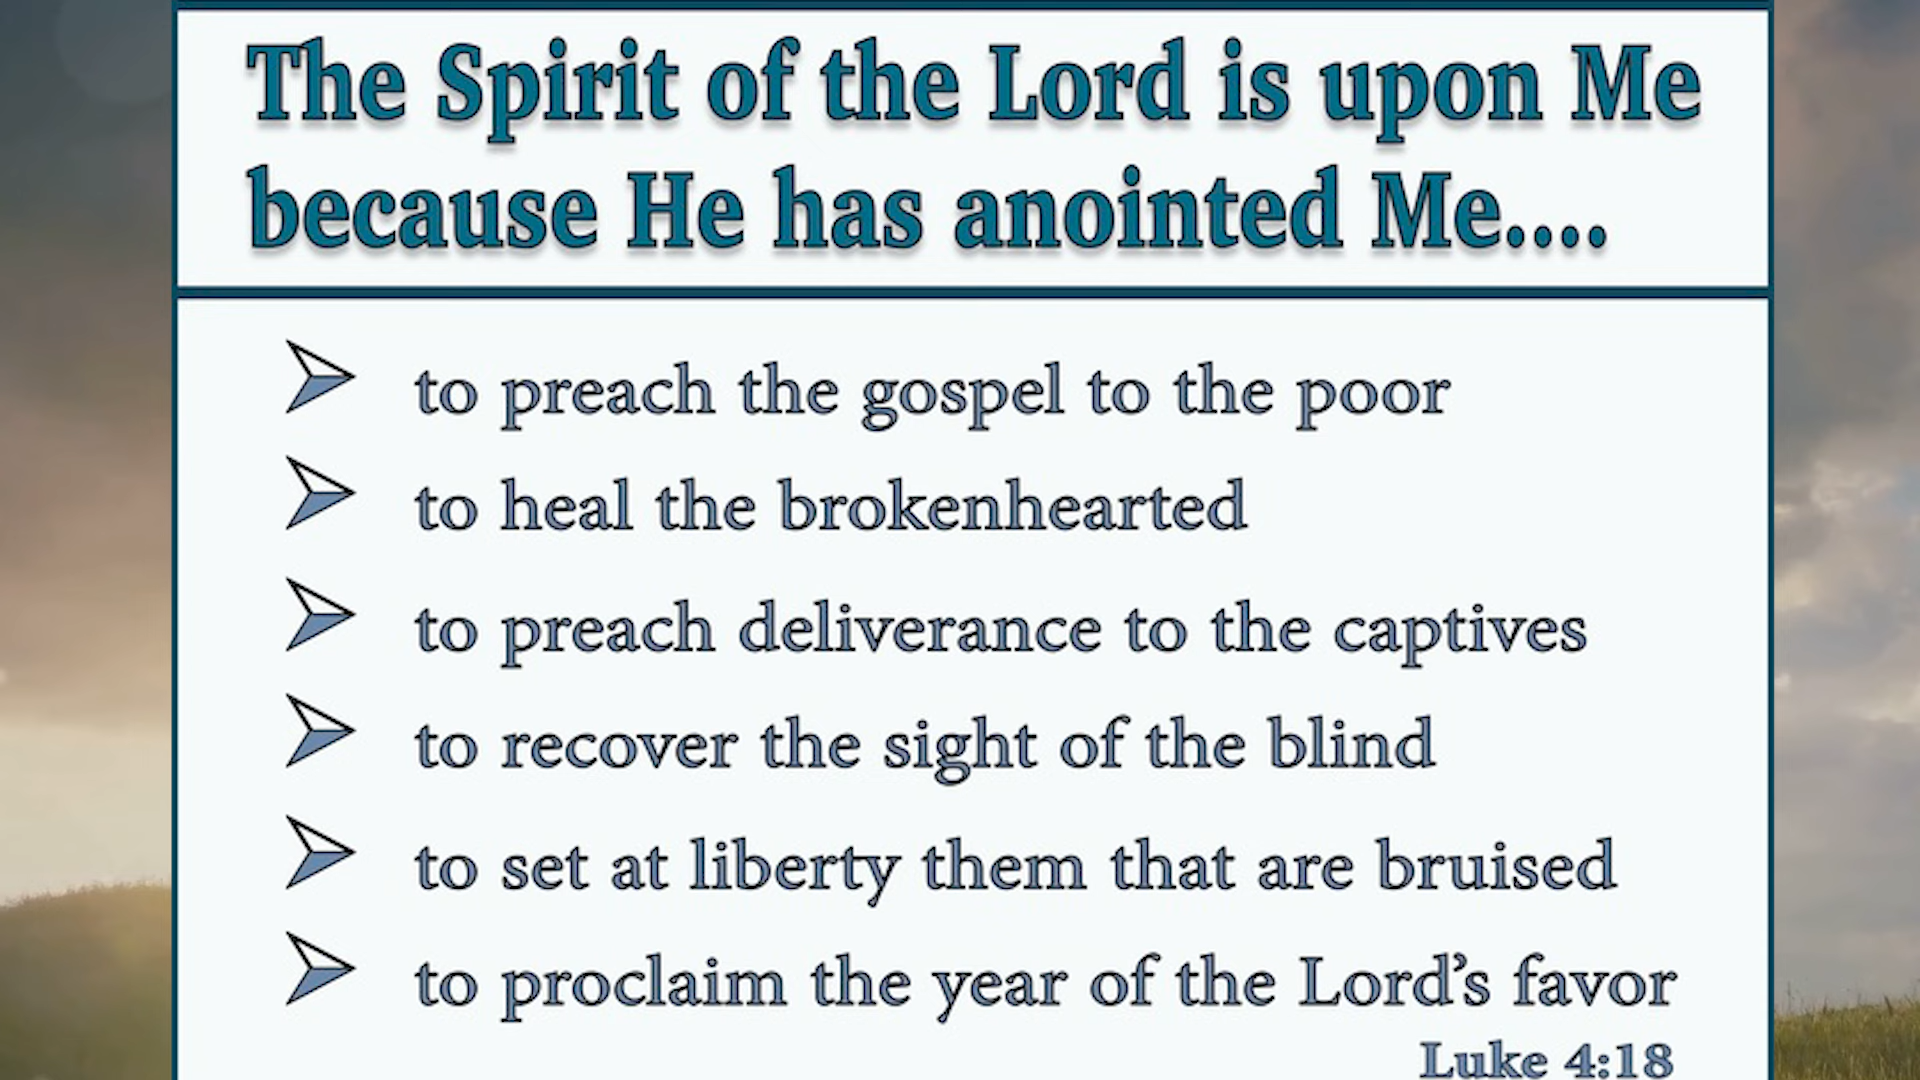 The Spirit of the Lord is upon Me
because He has anointed Me....
to preach the gospel to the poor
to heal the brokenhearted
to preach deliverance to the captives
to recover the sight of the blind
to set at liberty them that are bruised
to proclaim the year of the Lord’s favor
Luke 4:18